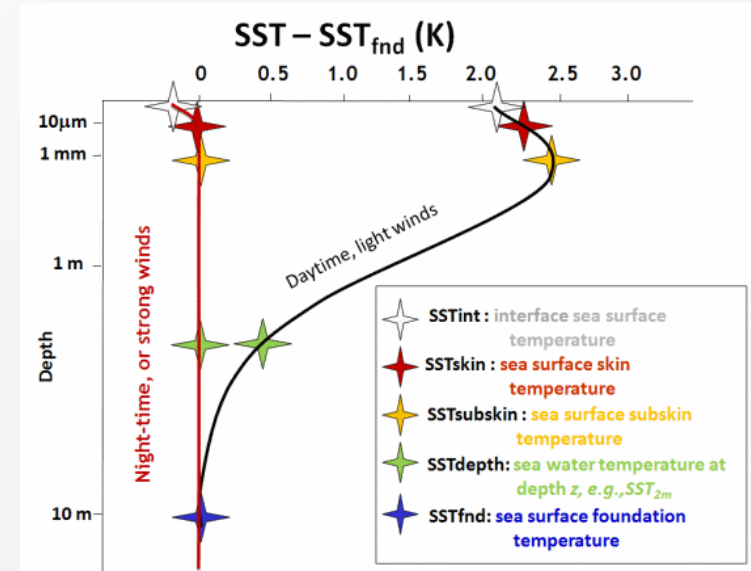 SST – SSTfnd (K)
0 0.5 1.0 1.5 2.0 2.5 3.0
10μm
1 mm
1 m
10 m
Depth
Night-time, or strong winds
Daytime, light winds
SSTint : interface sea surface
temperature
SSTskin : sea surface skin
temperature
SSTsubskin : sea surface subskin
temperature
SSTdepth: sea water temperature at
depth z, e.g.,SST2m
SSTfnd: sea surface foundation
temperature